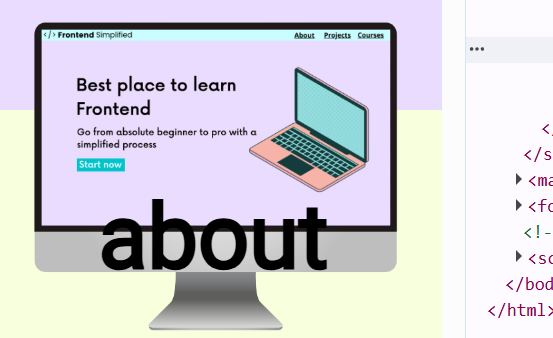 </> Frontend Simplified
About Projects Courses
Best place to learn
Frontend
Go from absolute beginner to pro with a
simplified process
Start now
about
•••
</
</s
<ma
<fo
<!-
<sc
</bod
</html>